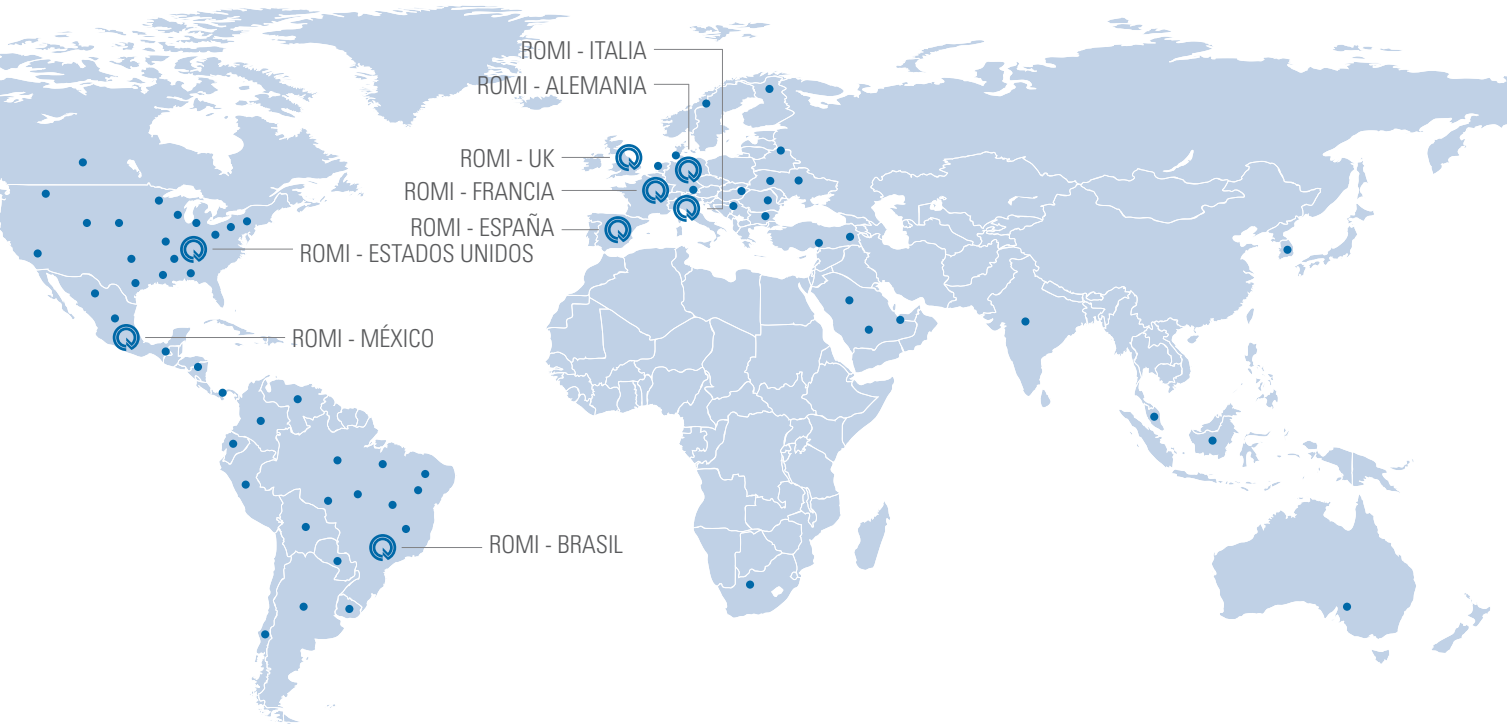 ROMI - ITALIA
ROMI - ALEMANIA
ROMI - UK
ROMI - FRANCIA
ROMI - ESPAÑA
ROMI - ESTADOS UNIDOS
ROMI - MÉXICO
ROMI - BRASIL